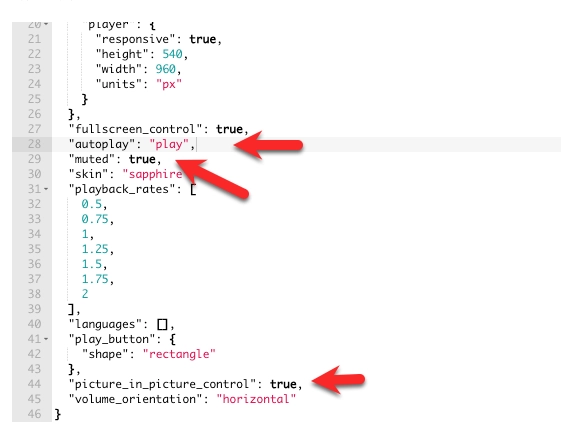 20 "player": {
21 "responsive": true,
22 "height": 540,
23 "width": 960,
24 "units": "px"
25 }
26 },
27 "fullscreen_control": true,
28 "autoplay": "play",
29 "muted": true,
30 "skin": "sapphire
31 "playback_rates": [
32 0.5,
33 0.75,
34 1,
35 1.25,
36 1.5,
37 1.75,
38 2
39 ],
40 "languages": [],
41 "play_button": {
42 "shape": "rectangle"
43 },
44 "picture_in_picture_control": true,
45 "volume_orientation": "horizontal"
46 }